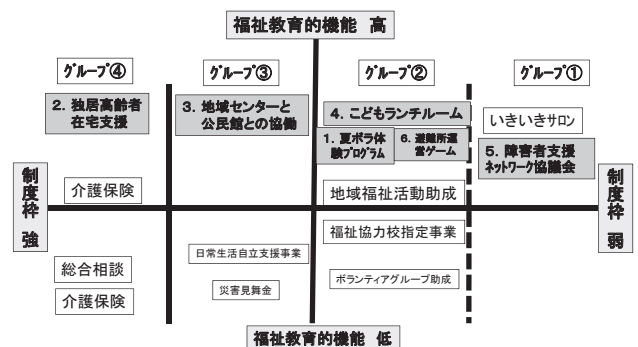 福祉教育的機能 高
グループ④
グループ③
グループ②
グループ①
2. 独居高齢者
在宅支援
3. 地域センターと
公民館との協働
4. こどもランチルーム
1. 夏ボラ体
験プログラム
6. 避難所運
営ゲーム
いきいきサロン
5. 障害者支援
ネットワーク協議会
制度枠 強
介護保険
地域福祉活動助成
制度枠 弱
福祉協力校指定事業
日常生活自立支援事業
総合相談
介護保険
災害見舞金
ボランティアグループ助成
福祉教育的機能 低